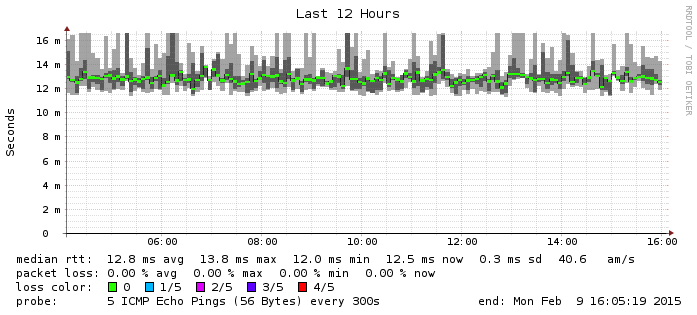 Last 12 Hours
RRDTOOL / TOBI OETIKER
Seconds
16 m
14 m
12 m
10 m
8 m
6 m
4 m
2 m
0
06:00 08:00 10:00 12:00 14:00 16:00
median rtt: 12.8 ms avg 13.8 ms max 12.0 ms min 12.5 ms now 0.3 ms sd 40.6 am/s
packet loss: 0.00 % avg 0.00 % max 0.00 % min 0.00 % now
loss color: 0 1/5 2/5 3/5 4/5
probe: 5 ICMP Echo Pings (56 Bytes) every 300s end: Mon Feb 9 16:05:19 2015